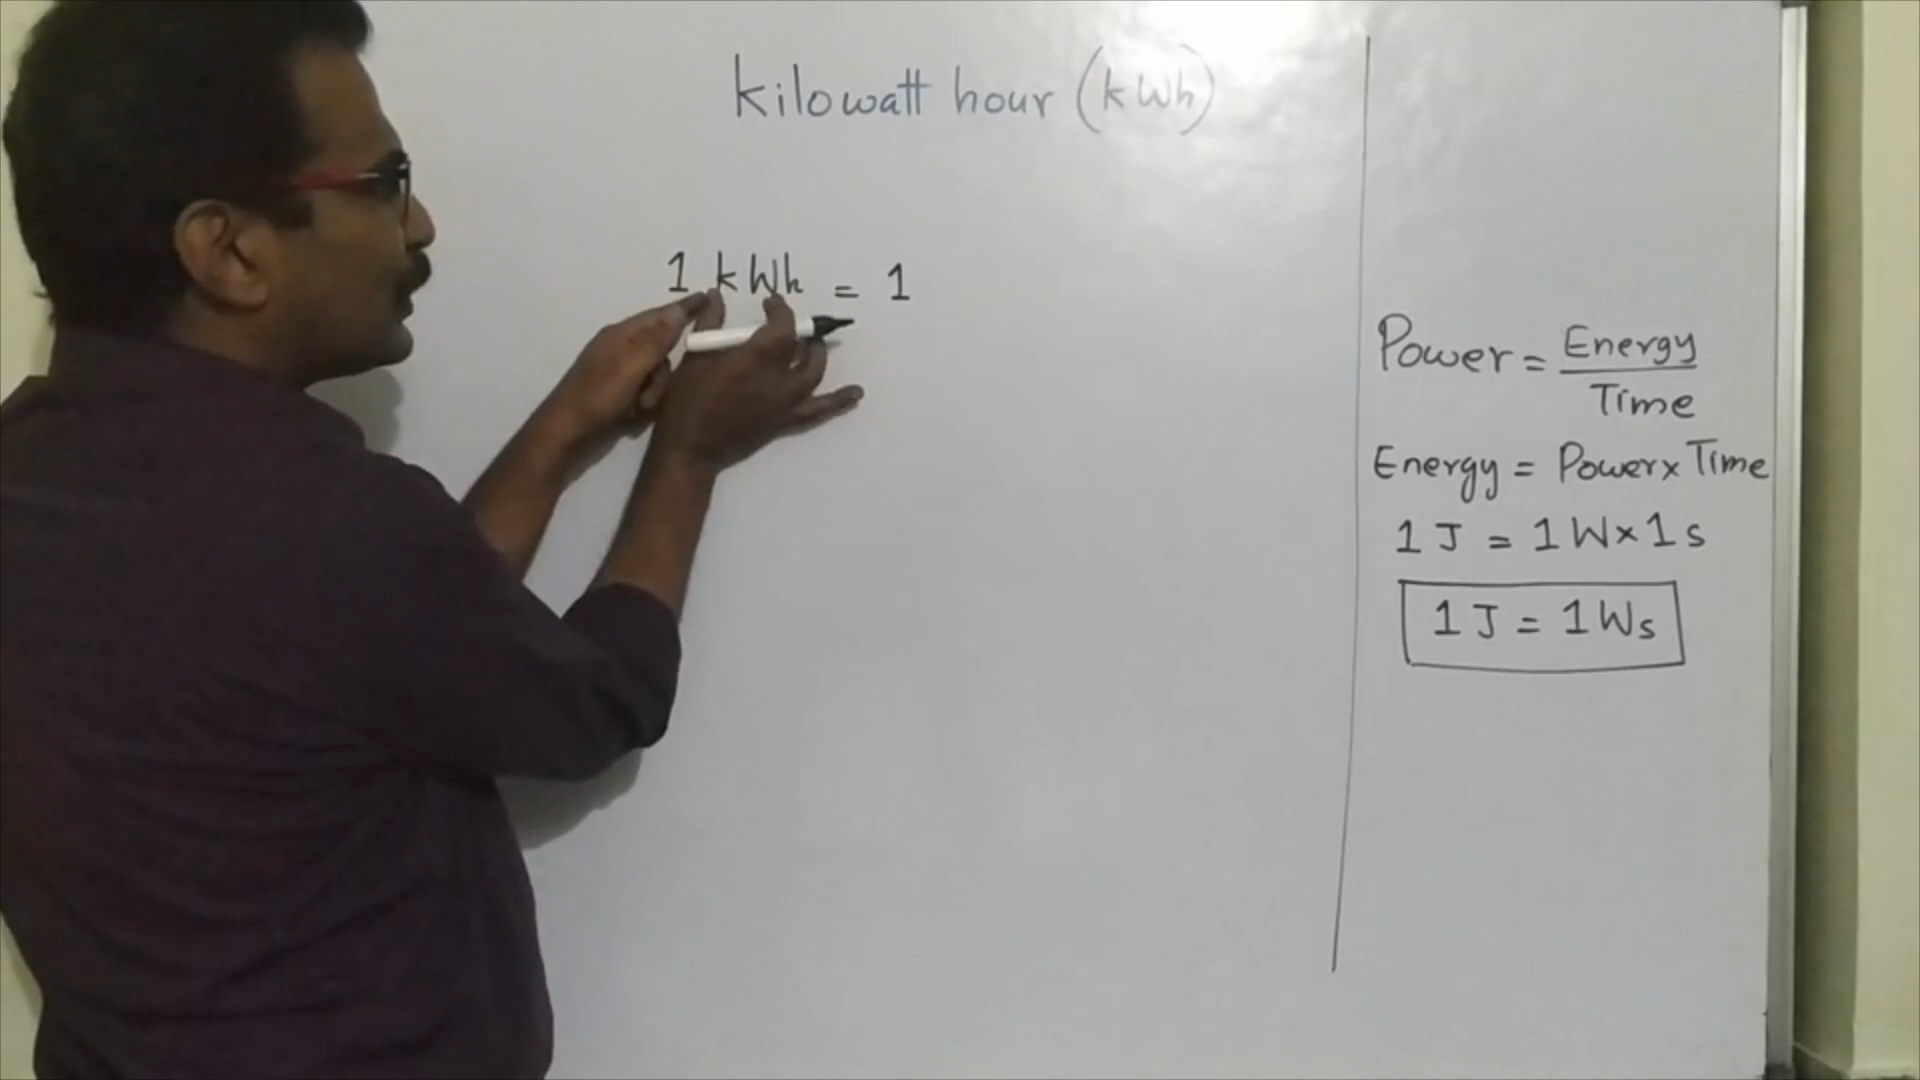 kilowatt hour (kWh)
1 kWh = 1
Power = Energy
Time
Energy = Power x Time
1 J = 1 W x 1 s
1 J = 1 Ws